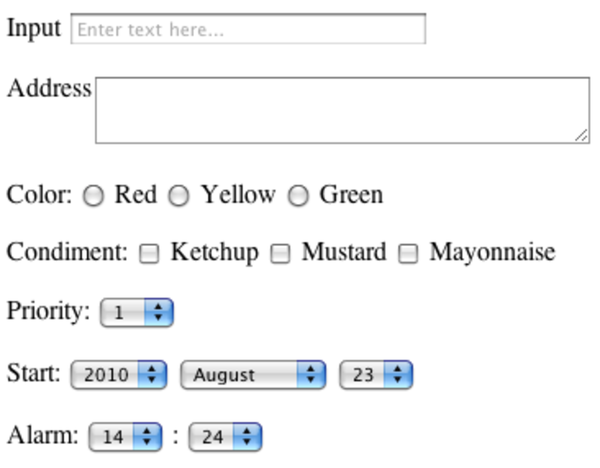 Input Enter text here...
Address
Color: Red Yellow Green
Condiment: Ketchup Mustard Mayonnaise
Priority: 1
Start: 2010 August 23
Alarm: 14 : 24